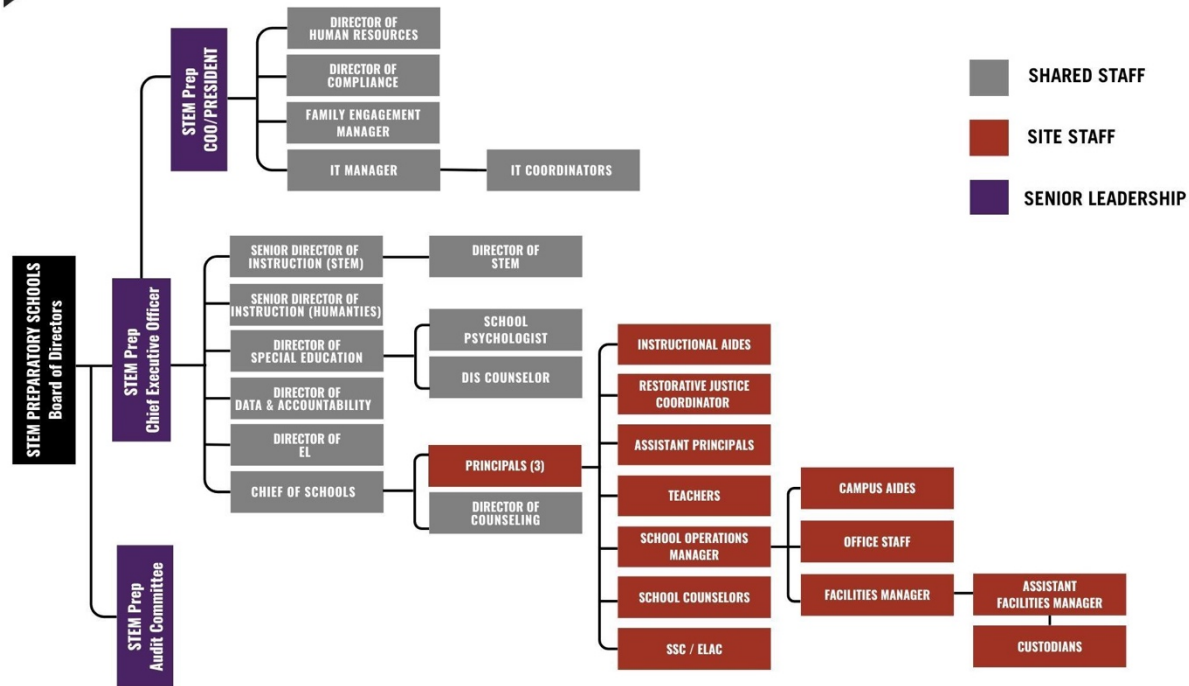 STEM PREPARATORY SCHOOLS
Board of Directors
STEM Prep
Chief Executive Officer
STEM Prep
Audit Committee
STEM Prep
COO/PRESIDENT
DIRECTOR OF
HUMAN RESOURCES
DIRECTOR OF
COMPLIANCE
FAMILY ENGAGEMENT
MANAGER
IT MANAGER
IT COORDINATORS
SENIOR DIRECTOR OF
INSTRUCTION (STEM)
DIRECTOR OF
STEM
SENIOR DIRECTOR OF
INSTRUCTION (HUMANTIES)
DIRECTOR OF
SPECIAL EDUCATION
SCHOOL
PSYCHOLOGIST
DIS COUNSELOR
DIRECTOR OF
DATA & ACCOUNTABILITY
DIRECTOR OF
EL
CHIEF OF SCHOOLS
PRINCIPALS (3)
DIRECTOR OF
COUNSELING
INSTRUCTIONAL AIDES
RESTORATIVE JUSTICE
COORDINATOR
ASSISTANT PRINCIPALS
TEACHERS
SCHOOL OPERATIONS
MANAGER
SCHOOL COUNSELORS
SSC / ELAC
CAMPUS AIDES
OFFICE STAFF
FACILITIES MANAGER
ASSISTANT
FACILITIES MANAGER
CUSTODIANS
SHARED STAFF
SITE STAFF
SENIOR LEADERSHIP